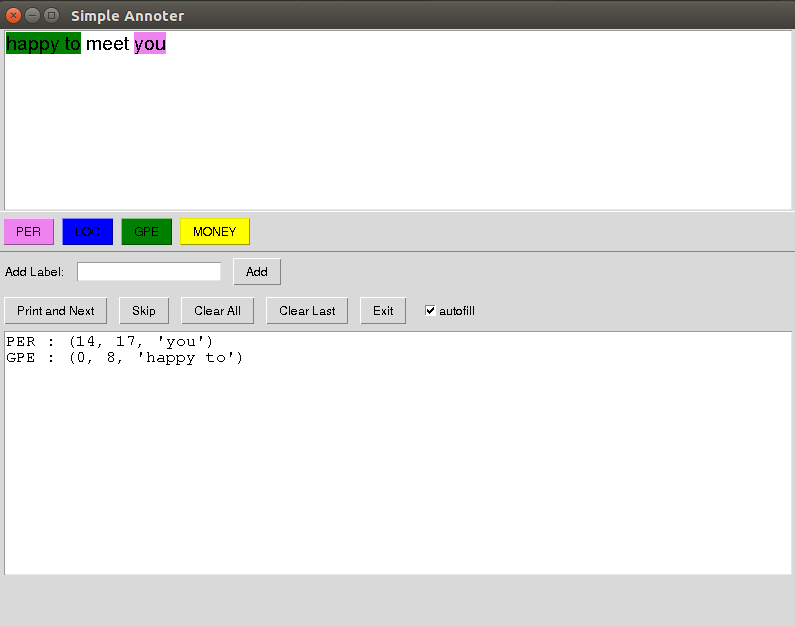 Simple Annoter
happy to meet you
PER LOC GPE MONEY
Add Label: Add
Print and Next Skip Clear All Clear Last Exit autofill
PER : (14, 17, 'you')
GPE : (0, 8, 'happy to')